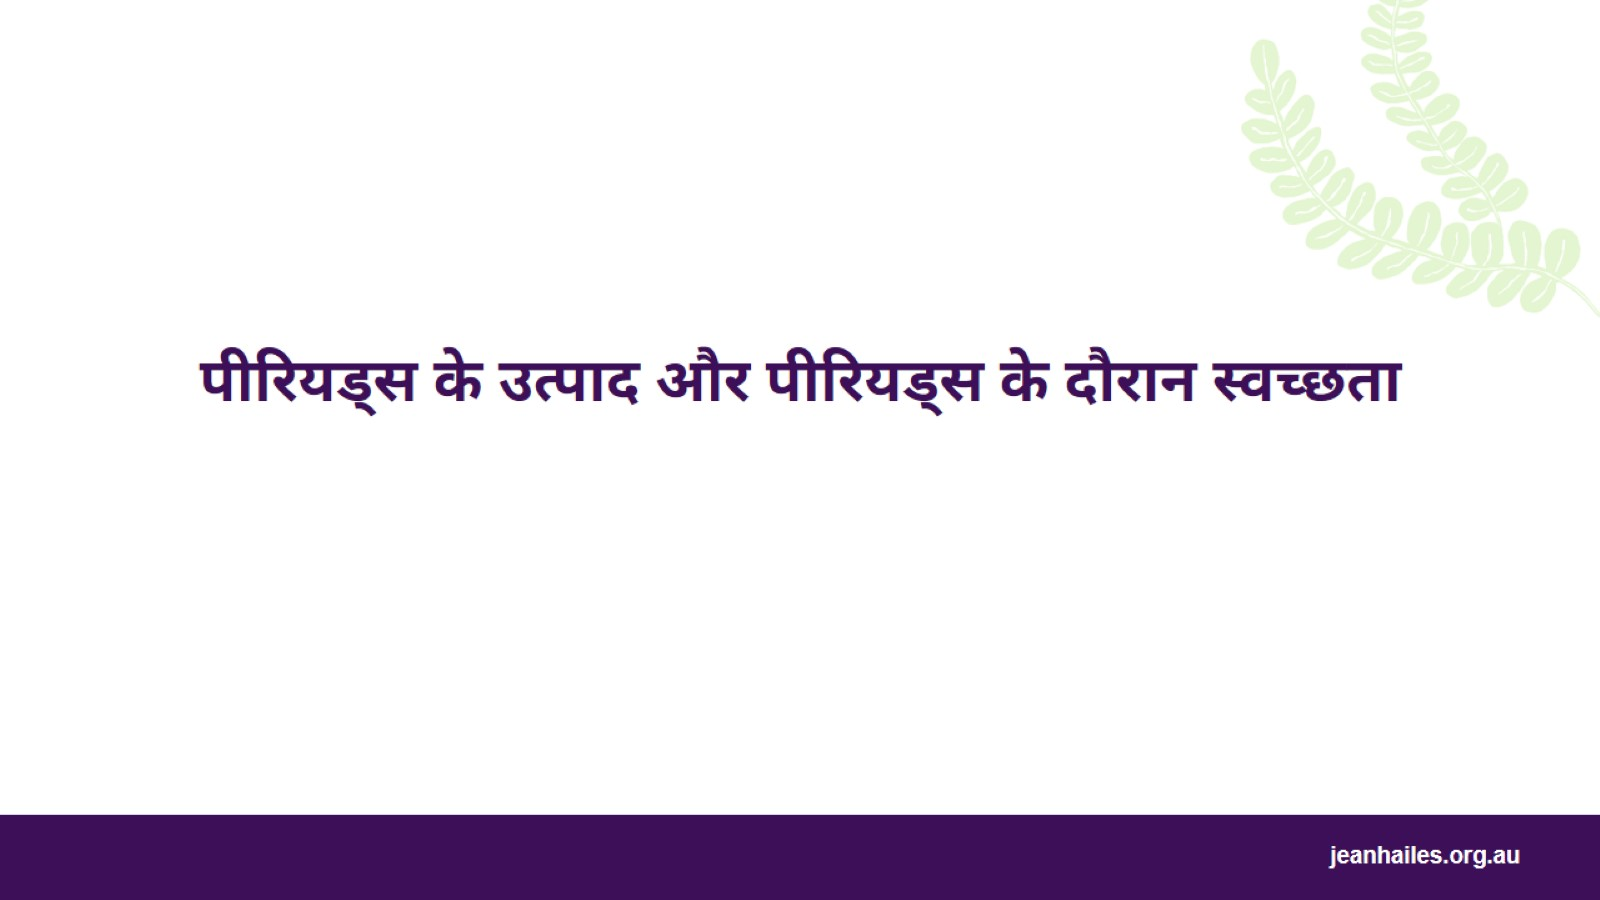 पीरियड्स के उत्पाद और पीरियड्स के दौरान स्वच्छता
jeanhailes.org.au